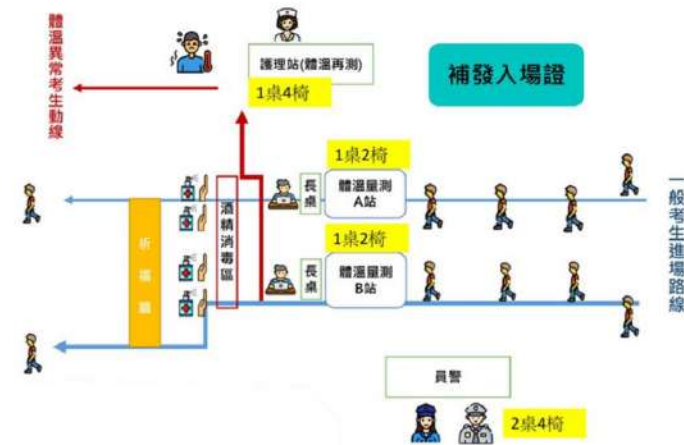 體溫異常考生動線
護理站(體溫再測)
1桌4椅
補發入場證
1桌2椅
長桌
體溫量測
A站
酒精消毒區
祈福牆
1桌2椅
長桌
體溫量測
B站
一般考生進場路線
員警
2桌4椅